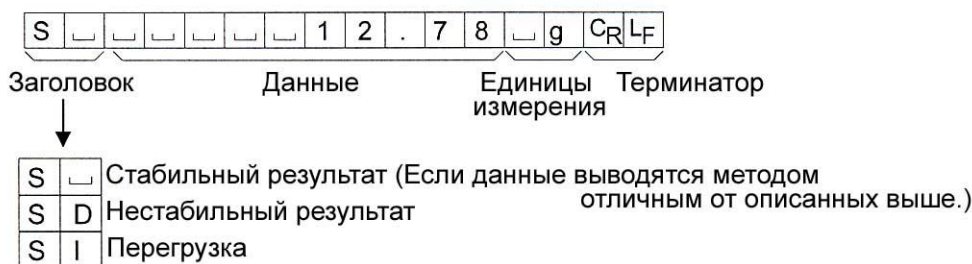 S ␣ ␣ ␣ ␣ ␣ ␣ 1 2 . 7 8 ␣ g CR LF
Заголовок Данные Единицы измерения Терминатор
S ␣ Стабильный результат (Если данные выводятся методом
отличным от описанных выше.)
S D Нестабильный результат
S I Перегрузка